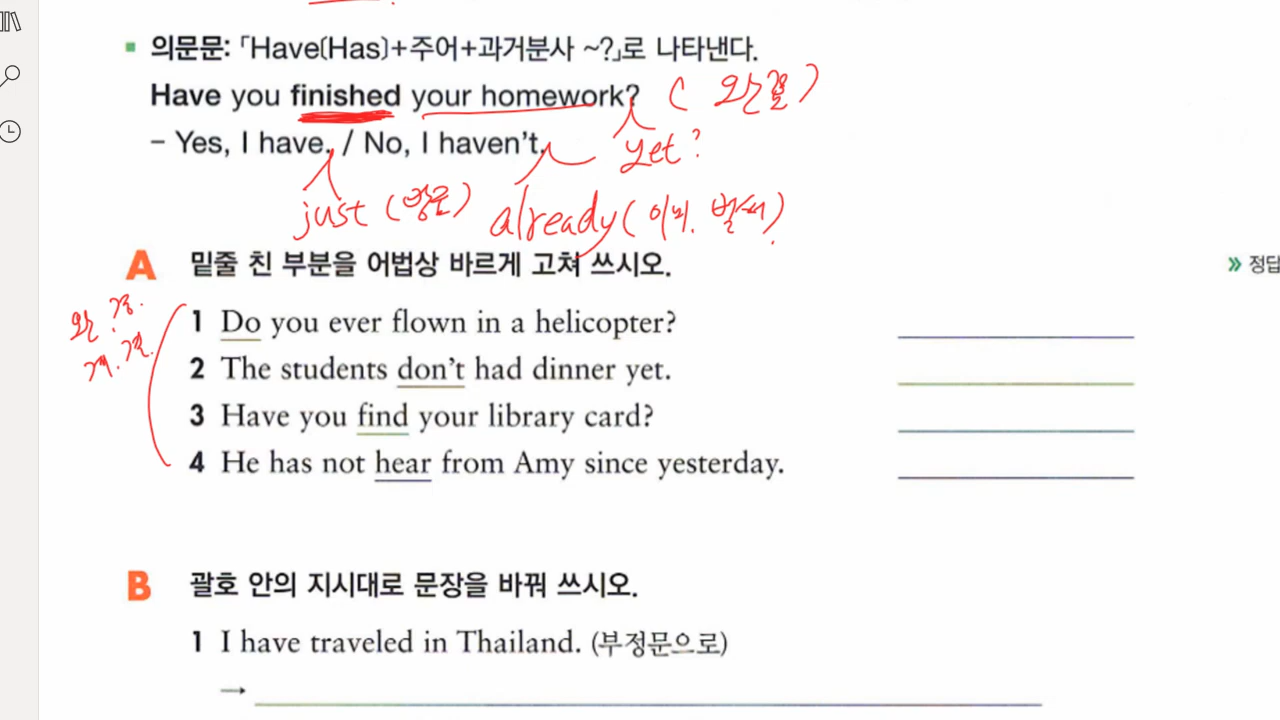 ▪ 의문문: 「Have(Has)+주어+과거분사 ~?」로 나타낸다.
Have you finished your homework? (완료)
yet?
– Yes, I have. / No, I haven't.
just (방금) already (이미, 벌써)
A 밑줄 친 부분을 어법상 바르게 고쳐 쓰시오.
» 정답
완 경.
계. 결.
1 Do you ever flown in a helicopter?
2 The students don't had dinner yet.
3 Have you find your library card?
4 He has not hear from Amy since yesterday.
B 괄호 안의 지시대로 문장을 바꿔 쓰시오.
1 I have traveled in Thailand. (부정문으로)
→